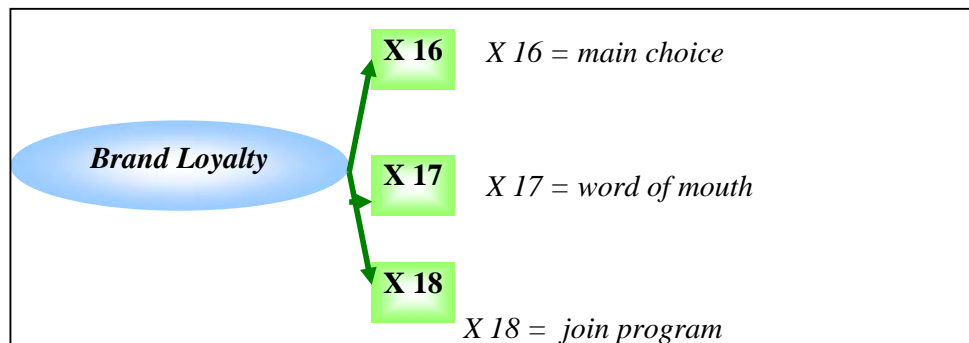 X 16 X 16 = main choice
Brand Loyalty
X 17 X 17 = word of mouth
X 18
X 18 = join program